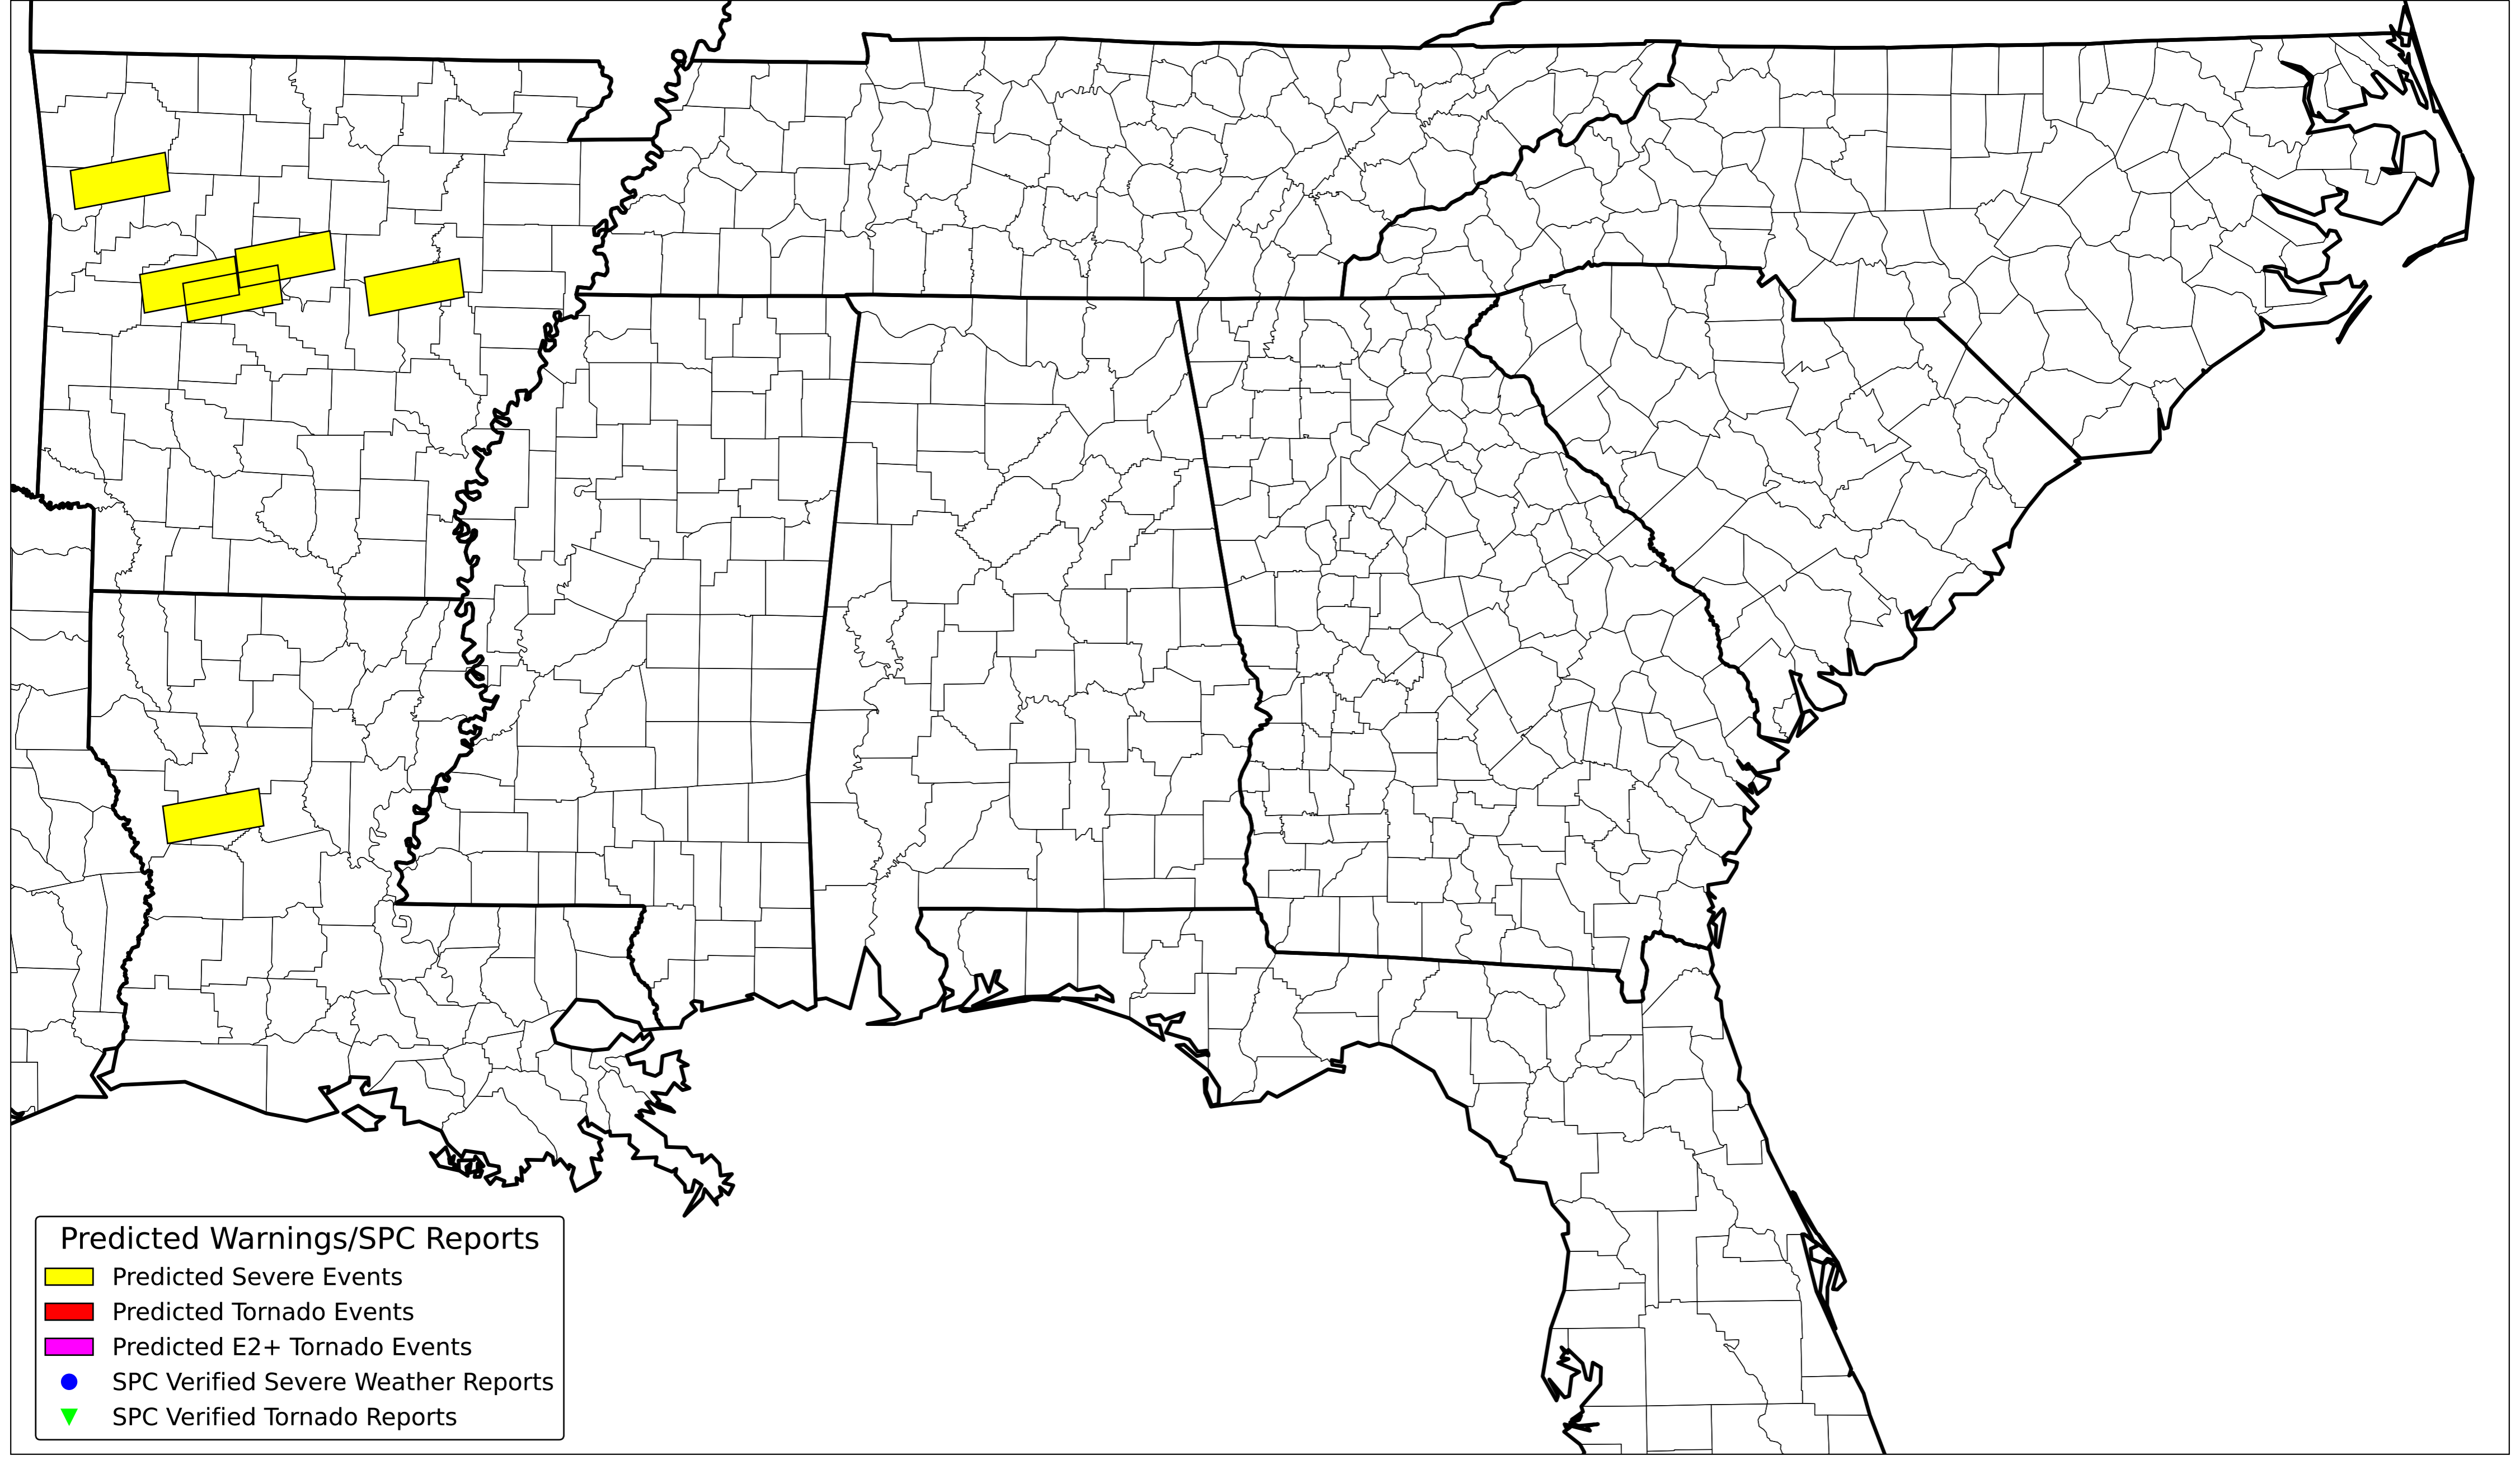 Predicted Warnings/SPC Reports
Predicted Severe Events
Predicted Tornado Events
Predicted E2+ Tornado Events
SPC Verified Severe Weather Reports
SPC Verified Tornado Reports